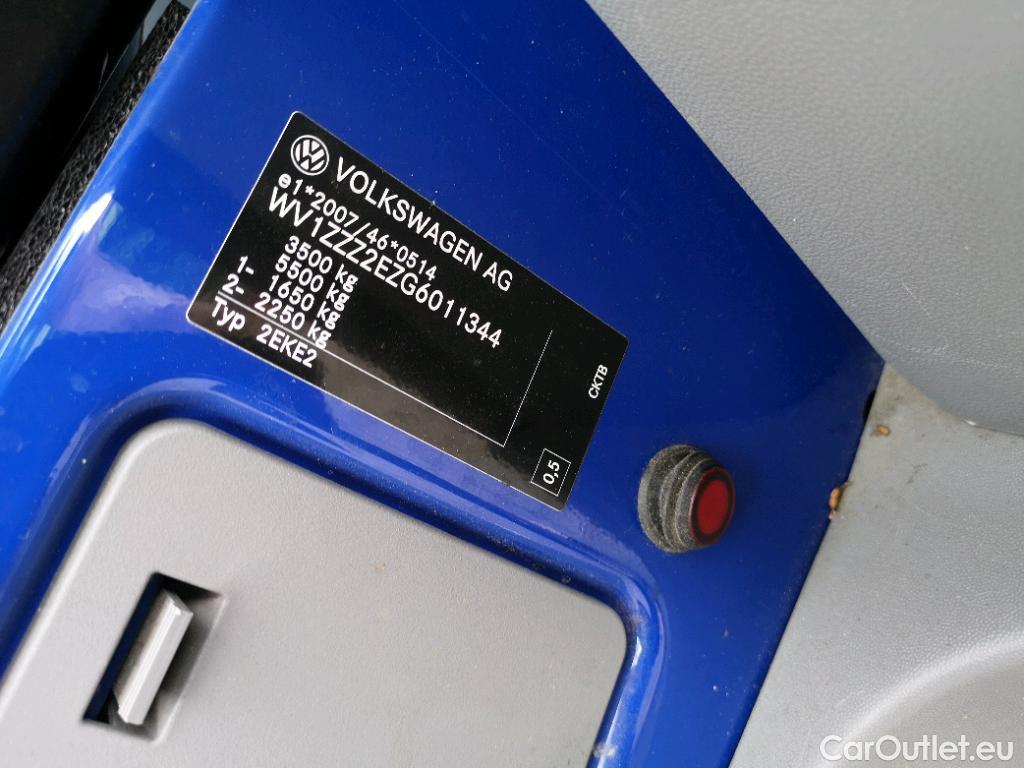 VOLKSWAGEN AG
e1*2007/46*0514
WV1ZZZ2EZG6011344
3500 kg
5500 kg
1- 1650 kg
2- 2250 kg
Typ 2EKE2
CKTB
0,5
CarOutlet.eu